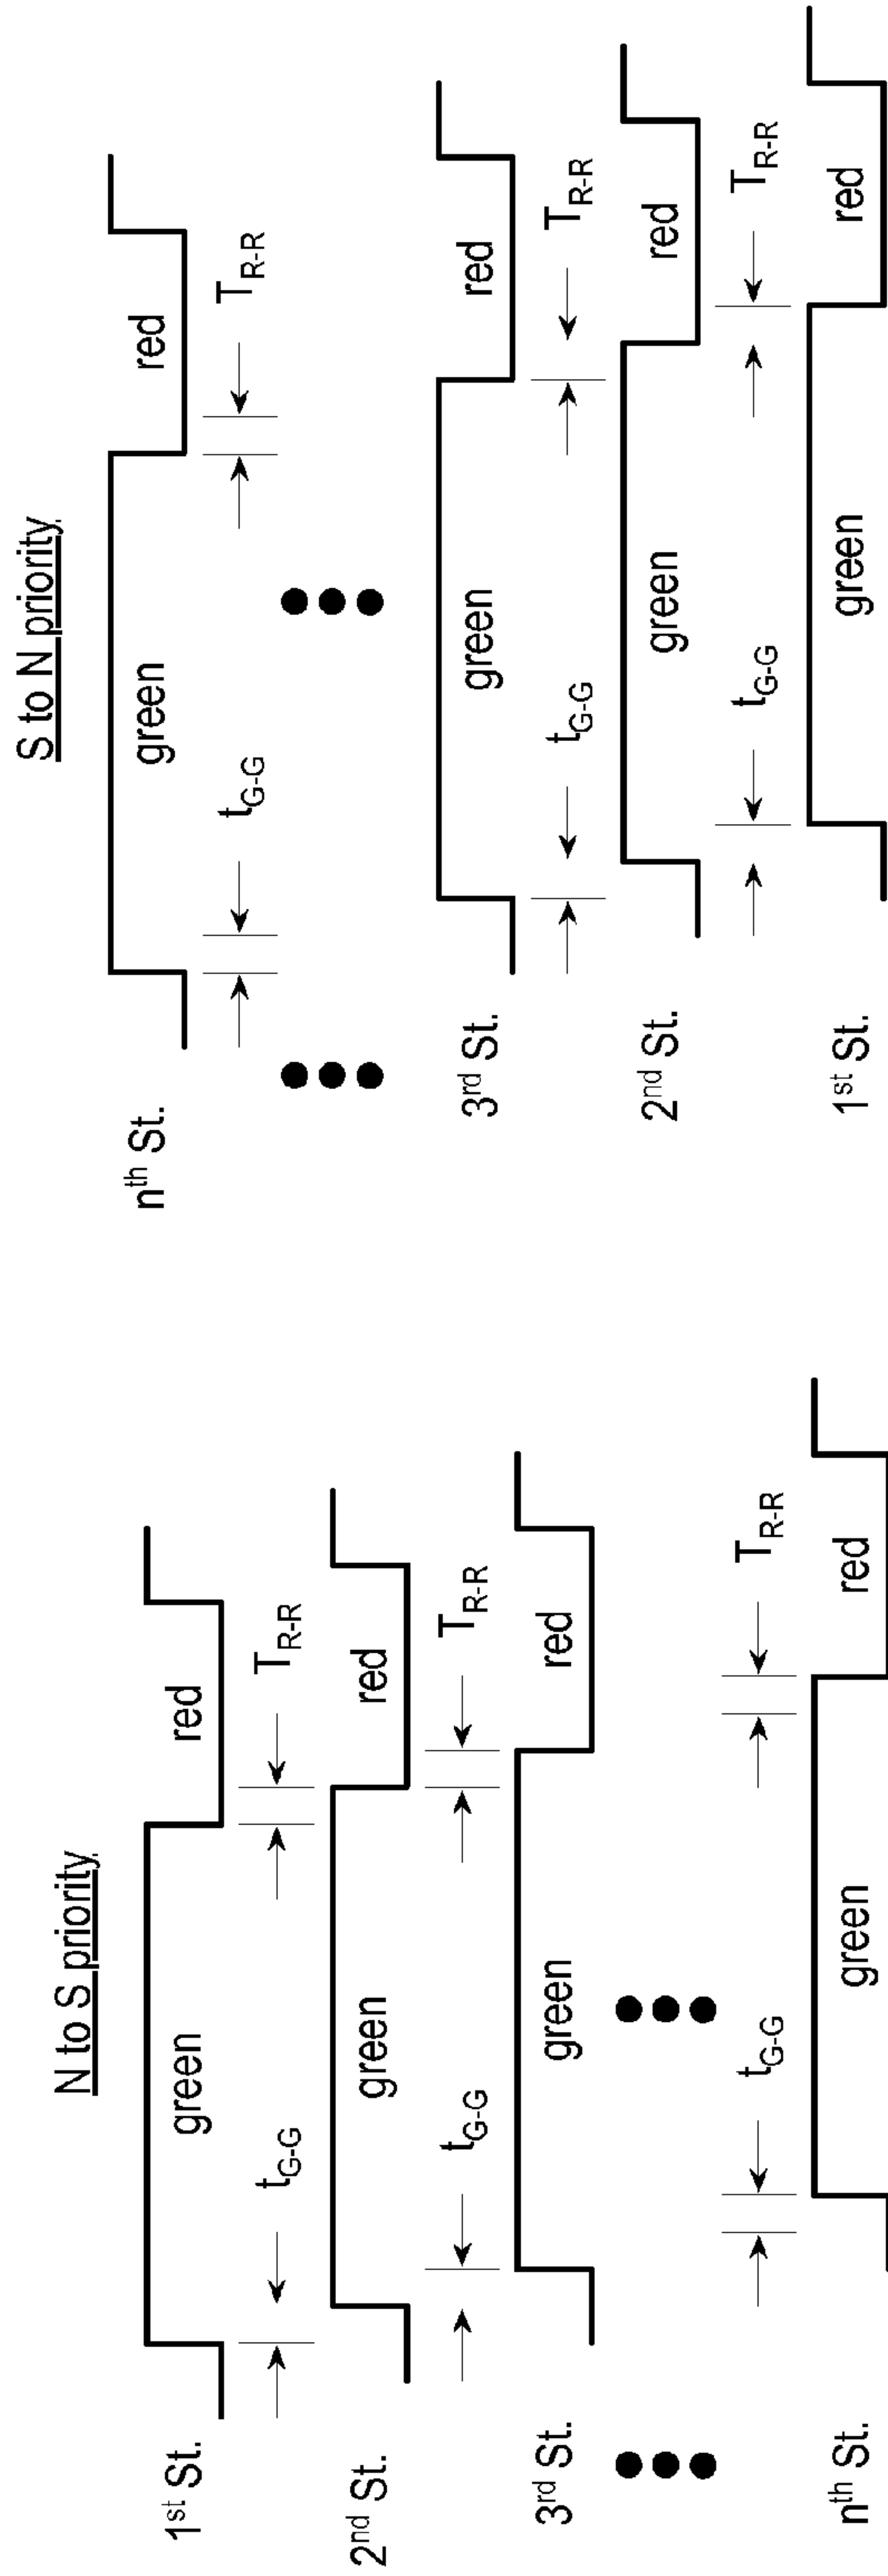 N to S priority
1st St.
green
red
tG-G
TR-R
2nd St.
green
red
tG-G
TR-R
3rd St.
green
red
tG-G
TR-R
nth St.
green
red
S to N priority
nth St.
green
red
tG-G
TR-R
3rd St.
green
red
tG-G
TR-R
2nd St.
green
red
tG-G
TR-R
1st St.
green
red